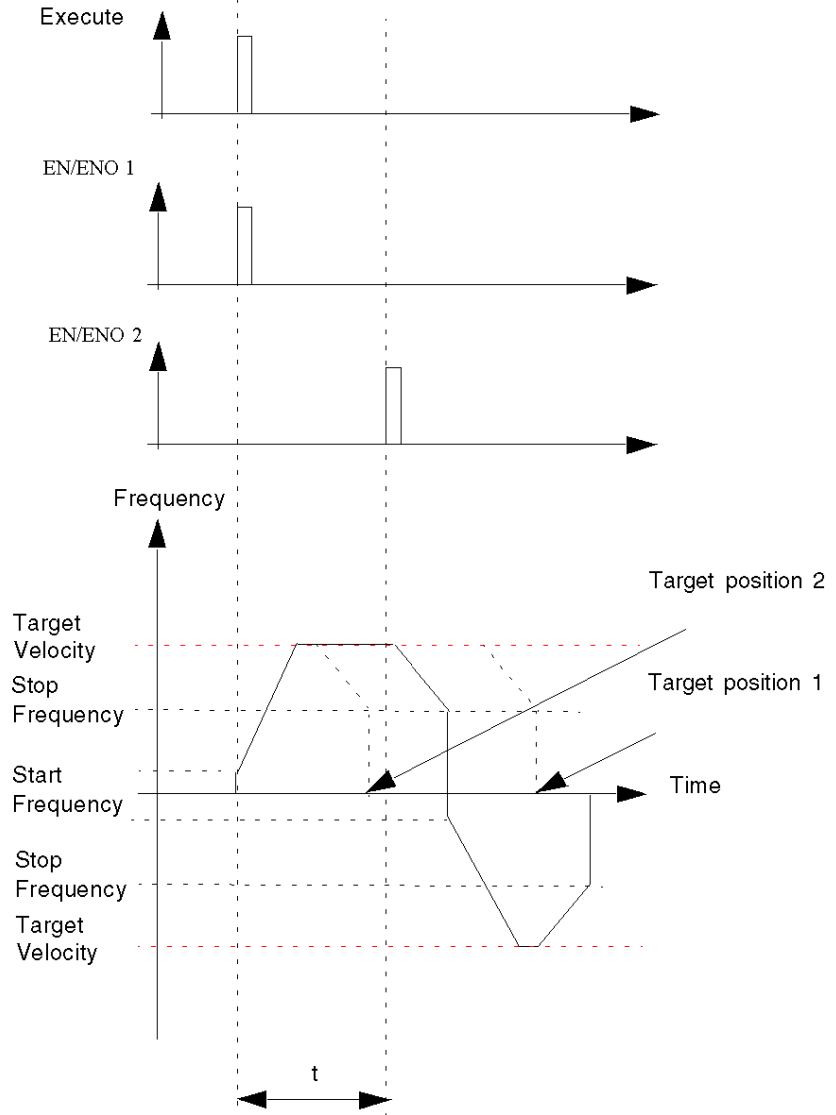 Execute
EN/ENO 1
EN/ENO 2
Frequency
Target position 2
Target
Velocity
Stop
Frequency
Target position 1
Start
Frequency
Time
Stop
Frequency
Target
Velocity
t